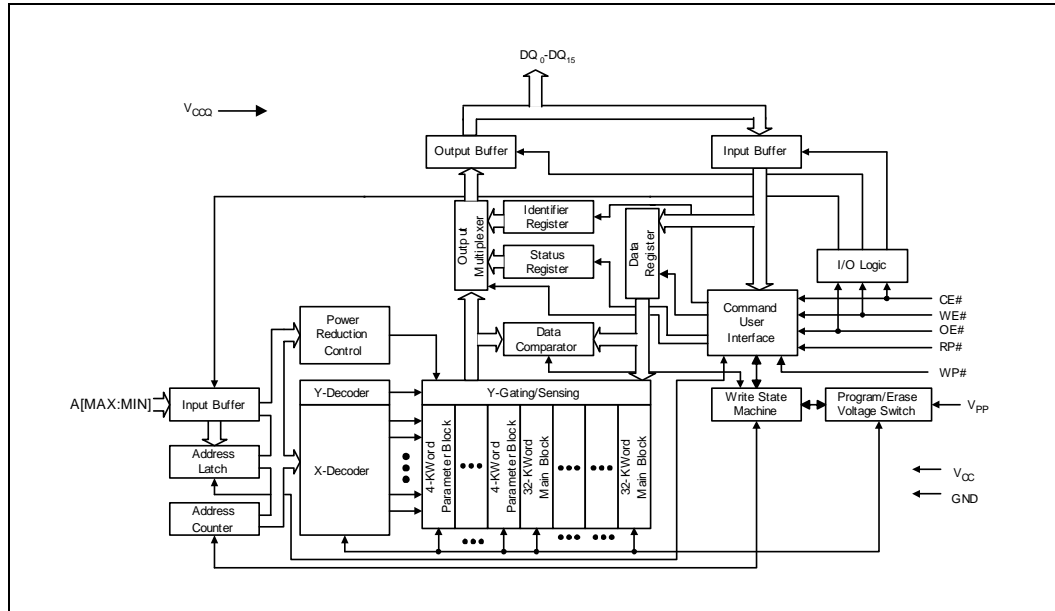 DQ0-DQ15
VCCQ
Output Buffer
Input Buffer
Output
Multiplexer
Identifier
Register
Status
Register
Data
Register
I/O Logic
CE#
WE#
OE#
RP#
WP#
Command
User
Interface
Power
Reduction
Control
Data
Comparator
A[MAX:MIN]
Input Buffer
Y-Decoder
Y-Gating/Sensing
Write State
Machine
Program/Erase
Voltage Switch
VPP
Address
Latch
X-Decoder
4-KWord
Parameter Block
4-KWord
Parameter Block
32-KWord
Main Block
32-KWord
Main Block
VCC
GND
Address
Counter